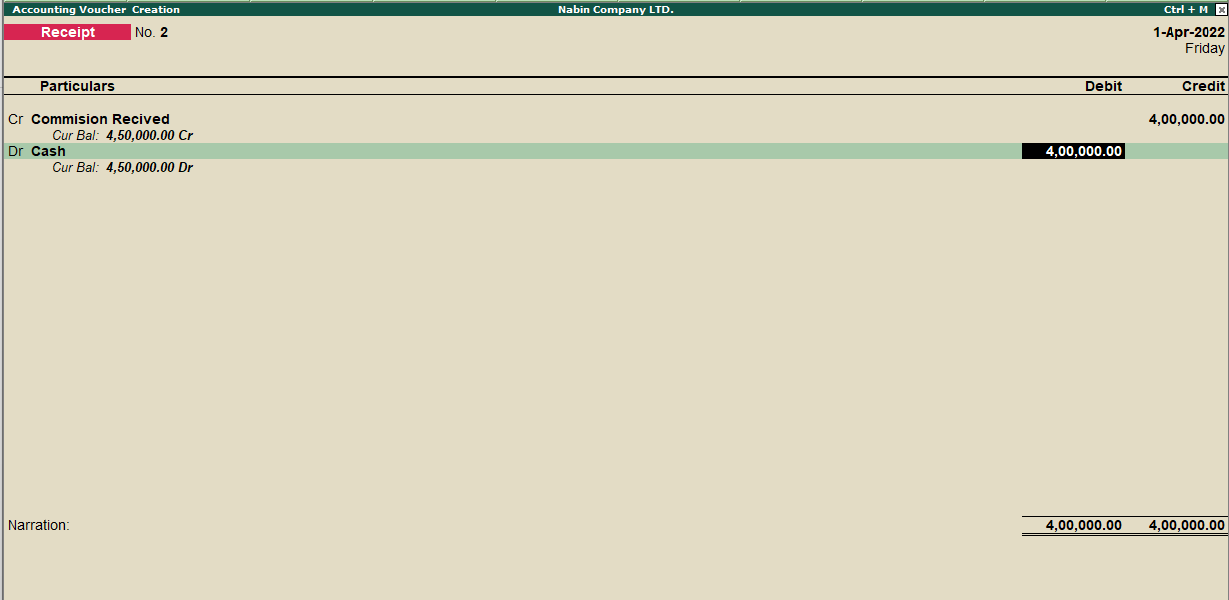 Accounting Voucher Creation Nabin Company LTD. Ctrl + M
Receipt No. 2 1-Apr-2022
Friday
Particulars Debit Credit
Cr Commision Recived 4,00,000.00
Cur Bal: 4,50,000.00 Cr
Dr Cash 4,00,000.00
Cur Bal: 4,50,000.00 Dr
Narration: 4,00,000.00 4,00,000.00